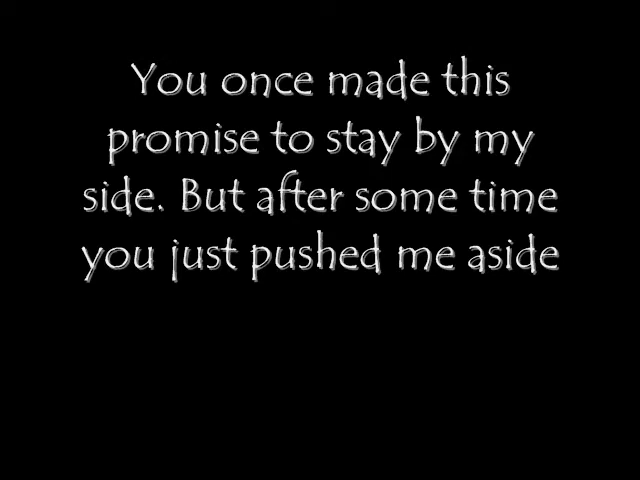 You once made this
promise to stay by my
side. But after some time
you just pushed me aside